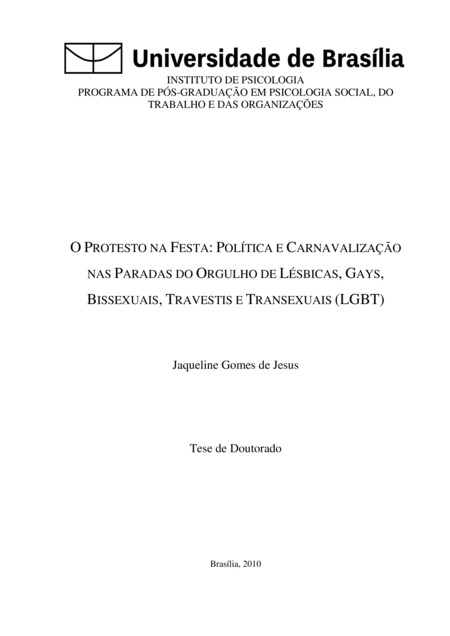 Universidade de Brasília
INSTITUTO DE PSICOLOGIA
PROGRAMA DE PÓS-GRADUAÇÃO EM PSICOLOGIA SOCIAL, DO
TRABALHO E DAS ORGANIZAÇÕES
O PROTESTO NA FESTA: POLÍTICA E CARNAVALIZAÇÃO
NAS PARADAS DO ORGULHO DE LÉSBICAS, GAYS,
BISSEXUAIS, TRAVESTIS E TRANSEXUAIS (LGBT)
Jaqueline Gomes de Jesus
Tese de Doutorado
Brasília, 2010